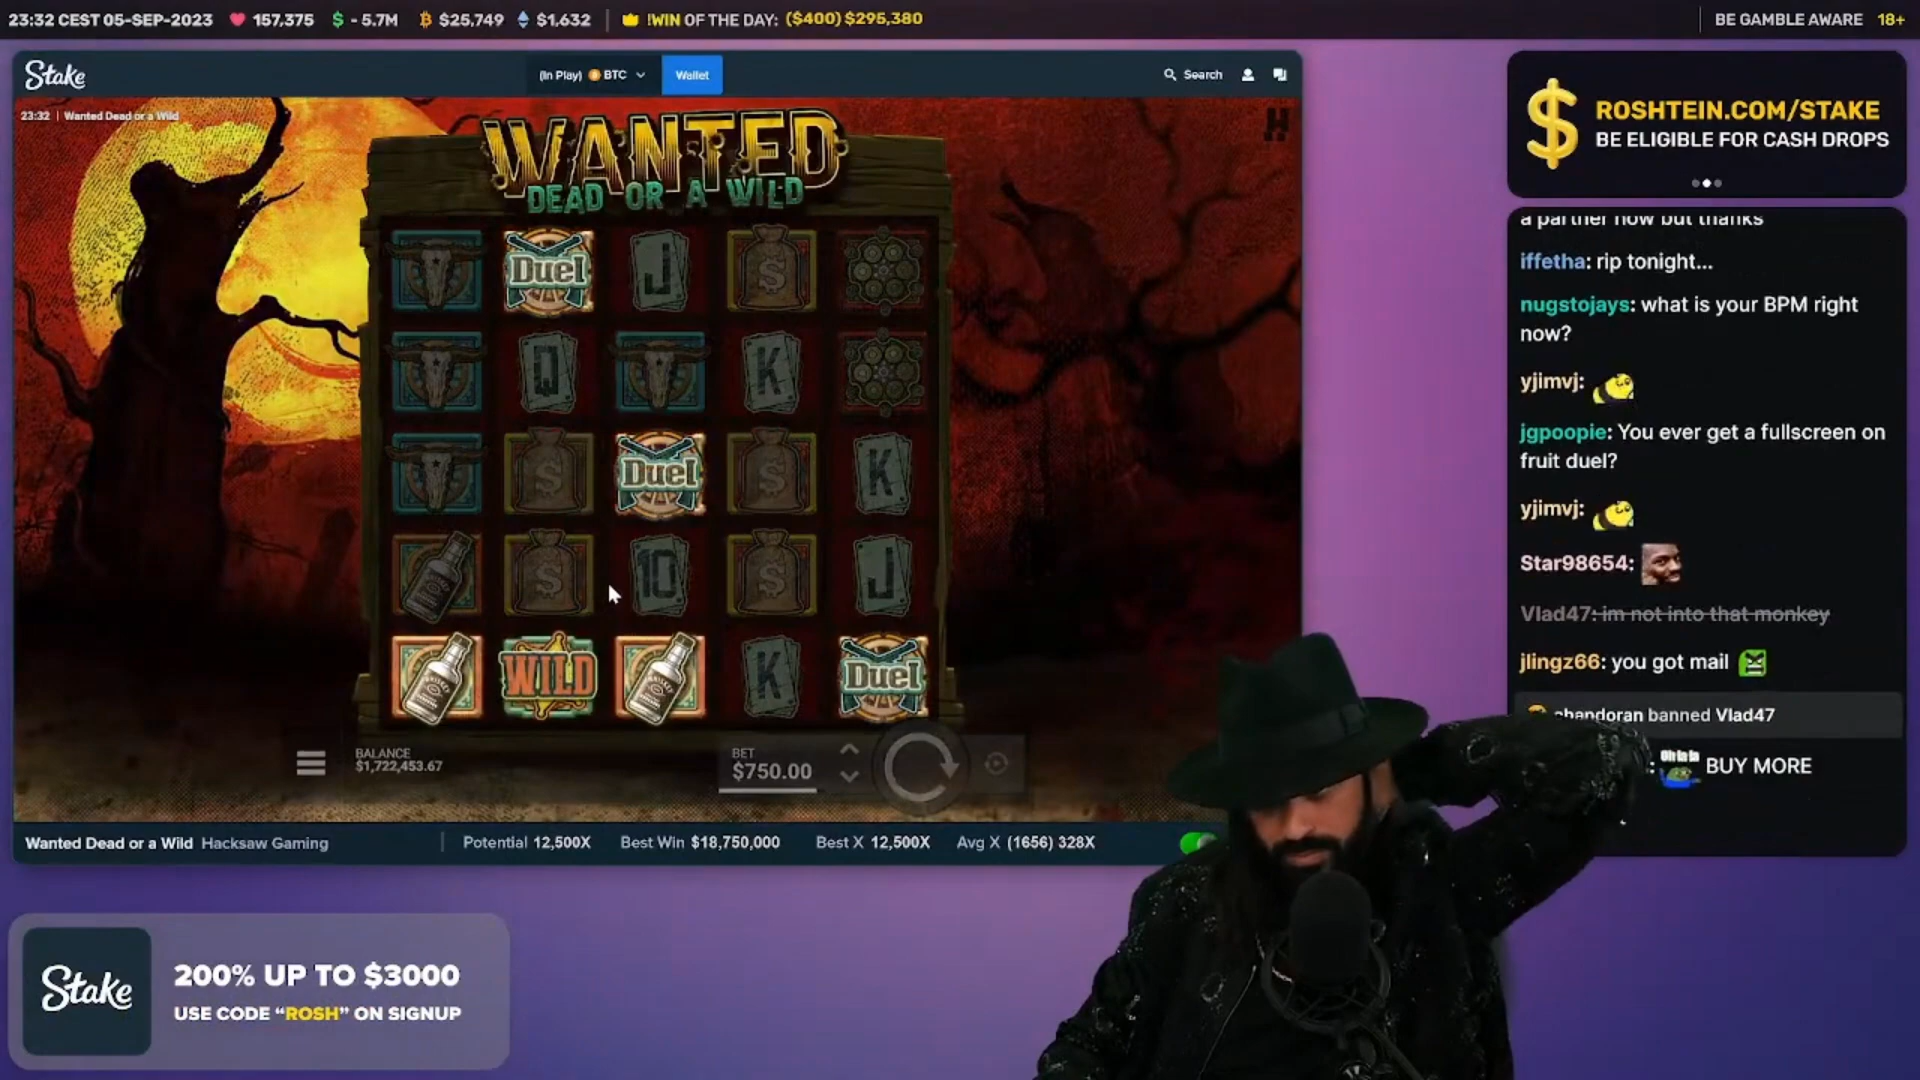 23:32 CEST 05-SEP-2023 157,375 $ - 5.7M $25,749 $1,632 !WIN OF THE DAY: ($400) $295,380 BE GAMBLE AWARE 18+
Stake (In Play) BTC Wallet Search
23:32 | Wanted Dead or a Wild
WANTED
DEAD OR A WILD
Duel J $
Q K
$ Duel $ K
$ 10 $ J
WHISKEY WILD WHISKEY K Duel
BALANCE
$1,722,453.67
BET
$750.00
Wanted Dead or a Wild Hacksaw Gaming Potential 12,500X Best Win $18,750,000 Best X 12,500X Avg X (1656) 328X
Stake
200% UP TO $3000
USE CODE “ROSH” ON SIGNUP
$
ROSHTEIN.COM/STAKE
BE ELIGIBLE FOR CASH DROPS
a partner now but thanks
iffetha: rip tonight...
nugstojays: what is your BPM right
now?
yjimvj:
jgpoopie: You ever get a fullscreen on
fruit duel?
yjimvj:
Star98654:
Vlad47: im not into that monkey
jlingz66: you got mail
banned Vlad47
: BUY MORE